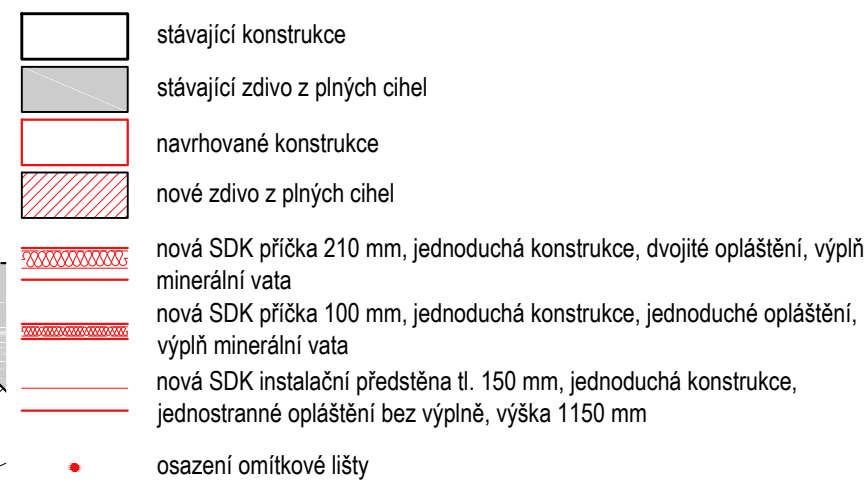 stávající konstrukce
stávající zdivo z plných cihel
navrhované konstrukce
nové zdivo z plných cihel
nová SDK příčka 210 mm, jednoduchá konstrukce, dvojité opláštění, výplň
minerální vata
nová SDK příčka 100 mm, jednoduchá konstrukce, jednoduché opláštění,
výplň minerální vata
nová SDK instalační předstěna tl. 150 mm, jednoduchá konstrukce,
jednostranné opláštění bez výplně, výška 1150 mm
osazení omítkové lišty